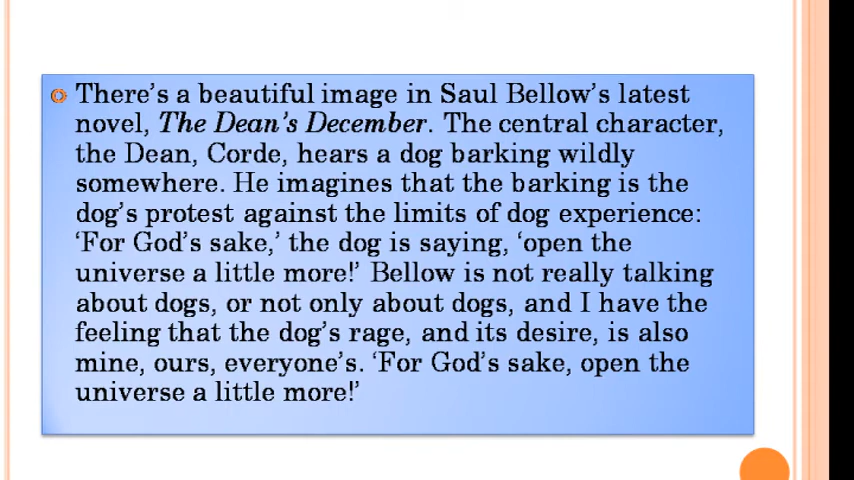 There’s a beautiful image in Saul Bellow’s latest
novel, The Dean’s December. The central character,
the Dean, Corde, hears a dog barking wildly
somewhere. He imagines that the barking is the
dog’s protest against the limits of dog experience:
‘For God’s sake,’ the dog is saying, ‘open the
universe a little more!’ Bellow is not really talking
about dogs, or not only about dogs, and I have the
feeling that the dog’s rage, and its desire, is also
mine, ours, everyone’s. ‘For God’s sake, open the
universe a little more!’